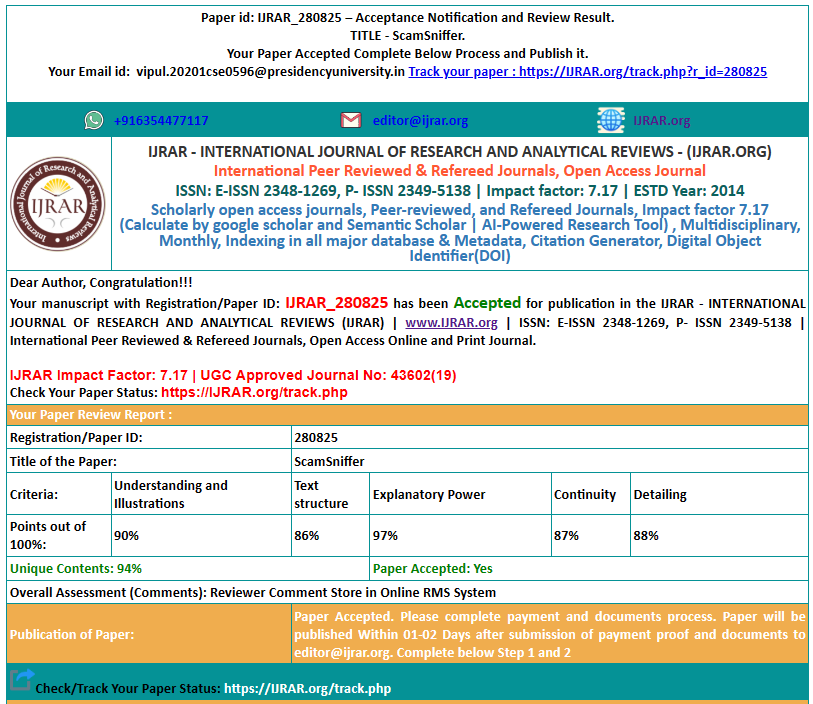 Paper id: IJRAR_280825 – Acceptance Notification and Review Result.
TITLE - ScamSniffer.
Your Paper Accepted Complete Below Process and Publish it.
Your Email id: vipul.20201cse0596@presidencyuniversity.in Track your paper : https://IJRAR.org/track.php?r_id=280825
+916354477117 editor@ijrar.org IJRAR.org
International Journal of Research and Analytical Reviews
IJRAR
IJRAR - INTERNATIONAL JOURNAL OF RESEARCH AND ANALYTICAL REVIEWS - (IJRAR.ORG)
International Peer Reviewed & Refereed Journals, Open Access Journal
ISSN: E-ISSN 2348-1269, P- ISSN 2349-5138 | Impact factor: 7.17 | ESTD Year: 2014
Scholarly open access journals, Peer-reviewed, and Refereed Journals, Impact factor 7.17
(Calculate by google scholar and Semantic Scholar | AI-Powered Research Tool) , Multidisciplinary,
Monthly, Indexing in all major database & Metadata, Citation Generator, Digital Object
Identifier(DOI)
Dear Author, Congratulation!!!
Your manuscript with Registration/Paper ID: IJRAR_280825 has been Accepted for publication in the IJRAR - INTERNATIONAL
JOURNAL OF RESEARCH AND ANALYTICAL REVIEWS (IJRAR) | www.IJRAR.org | ISSN: E-ISSN 2348-1269, P- ISSN 2349-5138 |
International Peer Reviewed & Refereed Journals, Open Access Online and Print Journal.
IJRAR Impact Factor: 7.17 | UGC Approved Journal No: 43602(19)
Check Your Paper Status: https://IJRAR.org/track.php
Your Paper Review Report :
Registration/Paper ID: 280825
Title of the Paper: ScamSniffer
Criteria: Understanding and Illustrations Text structure Explanatory Power Continuity Detailing
Points out of 100%: 90% 86% 97% 87% 88%
Unique Contents: 94% Paper Accepted: Yes
Overall Assessment (Comments): Reviewer Comment Store in Online RMS System
Publication of Paper:
Paper Accepted. Please complete payment and documents process. Paper will be
published Within 01-02 Days after submission of payment proof and documents to
editor@ijrar.org. Complete below Step 1 and 2
Check/Track Your Paper Status: https://IJRAR.org/track.php